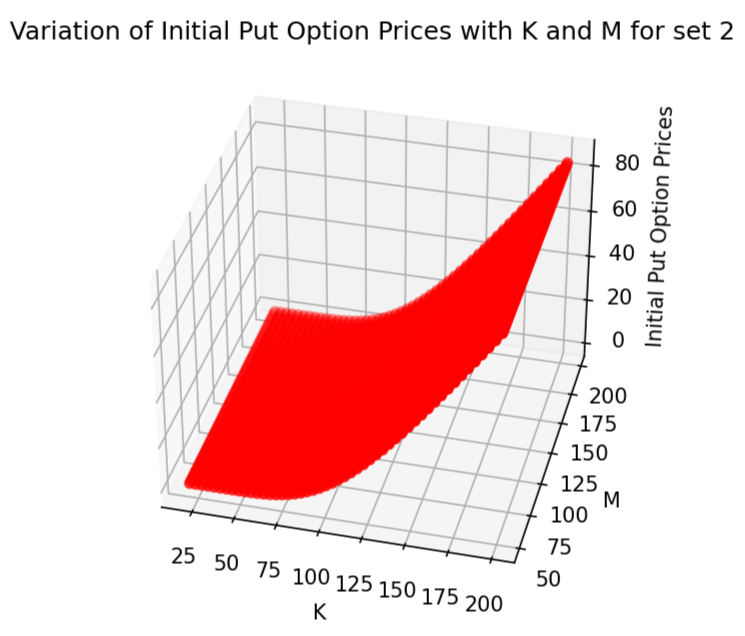 Variation of Initial Put Option Prices with K and M for set 2
Initial Put Option Prices
80
60
40
20
0
200
175
150
125
100
75
50
M
25 50 75 100 125 150 175 200
K